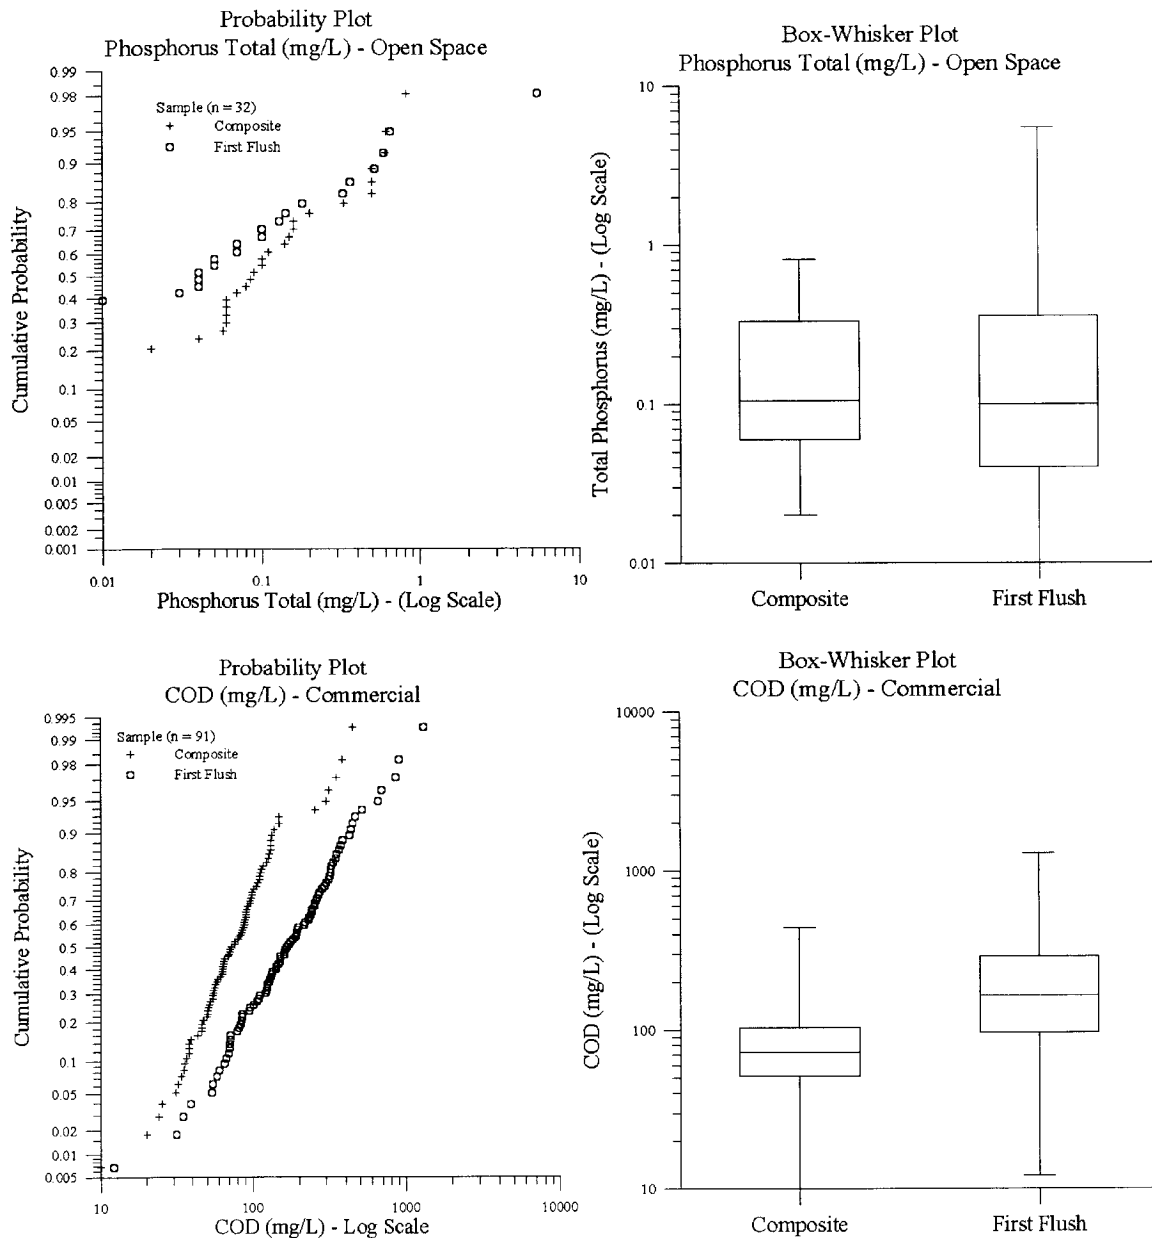 Probability Plot
Phosphorus Total (mg/L) - Open Space
0.99
0.98
0.95
0.9
0.8
0.7
0.6
0.5
0.4
0.3
0.2
0.1
0.05
0.02
0.01
0.005
0.002
0.001
Cumulative Probability
Sample (n = 32)
+ Composite
o First Flush
0.01
0.1
1
10
Phosphorus Total (mg/L) - (Log Scale)
Box-Whisker Plot
Phosphorus Total (mg/L) - Open Space
10
1
0.1
0.01
Total Phosphorus (mg/L) - (Log Scale)
Composite
First Flush
Probability Plot
COD (mg/L) - Commercial
0.995
0.99
0.98
0.95
0.9
0.8
0.7
0.6
0.5
0.4
0.3
0.2
0.1
0.05
0.02
0.01
0.005
Cumulative Probability
Sample (n = 91)
+ Composite
o First Flush
10
100
1000
10000
COD (mg/L) - Log Scale
Box-Whisker Plot
COD (mg/L) - Commercial
10000
1000
100
10
COD (mg/L) - (Log Scale)
Composite
First Flush